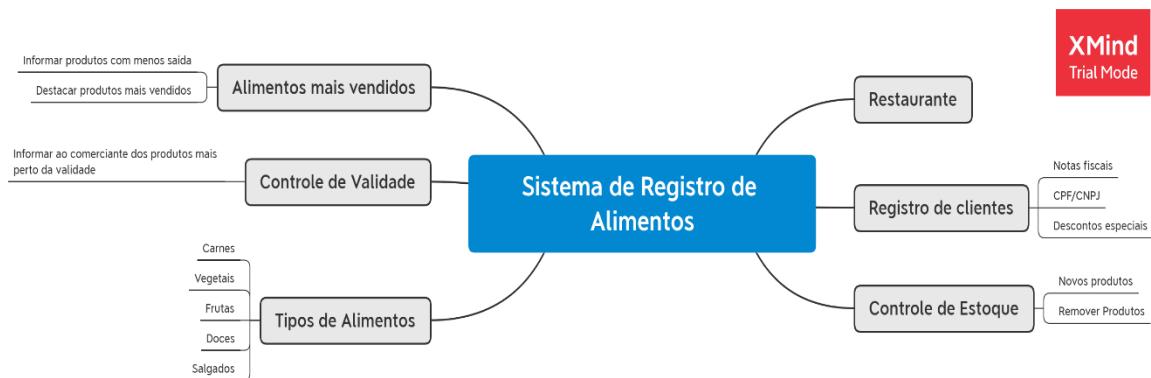 XMind
Trial Mode
Sistema de Registro de
Alimentos
Restaurante
Registro de clientes
Notas fiscais
CPF/CNPJ
Descontos especiais
Controle de Estoque
Novos produtos
Remover Produtos
Alimentos mais vendidos
Informar produtos com menos saída
Destacar produtos mais vendidos
Controle de Validade
Informar ao comerciante dos produtos mais
perto da validade
Tipos de Alimentos
Carnes
Vegetais
Frutas
Doces
Salgados